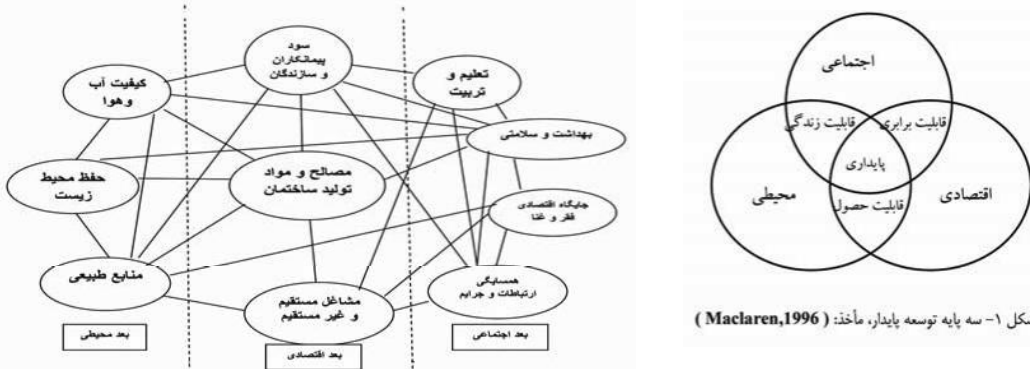 سود
پیمانکاران
و سازندگان
تعلیم و
تربیت
کیفیت آب
وهوا
بهداشت و سلامتی
مصالح و مواد
تولید ساختمان
حفظ محیط
زیست
جایگاه اقتصادی
فقر و غنا
منابع طبیعی
مشاغل مستقیم
و غیر مستقیم
همسایگی
ارتباطات و جرایم
بعد اجتماعی
بعد اقتصادی
بعد محیطی
اجتماعی
قابلیت برابری
قابلیت زندگی
پایداری
اقتصادی
محیطی
قابلیت حصول
شکل ۱- سه پایه توسعه پایدار، مأخذ: ( Maclaren,1996 )